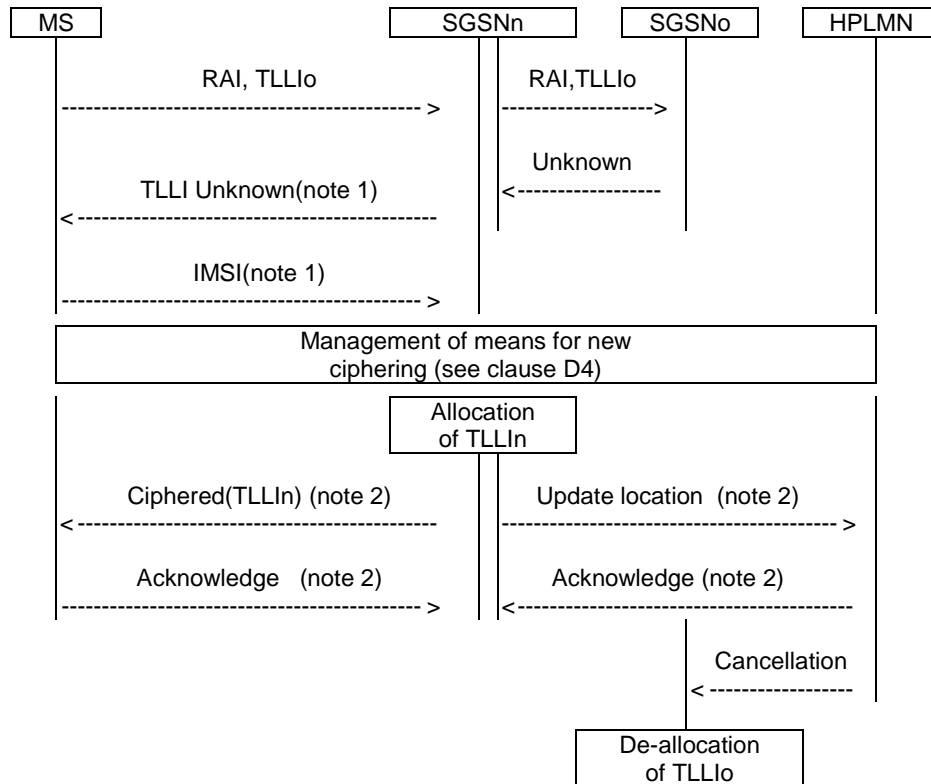 MS SGSNn SGSNo HPLMN
RAI, TLLIo RAI,TLLIo
Unknown
TLLI Unknown(note 1)
IMSI(note 1)
Management of means for new
ciphering (see clause D4)
Allocation
of TLLIn
Ciphered(TLLIn) (note 2) Update location (note 2)
Acknowledge (note 2) Acknowledge (note 2)
Cancellation
De-allocation
of TLLIo